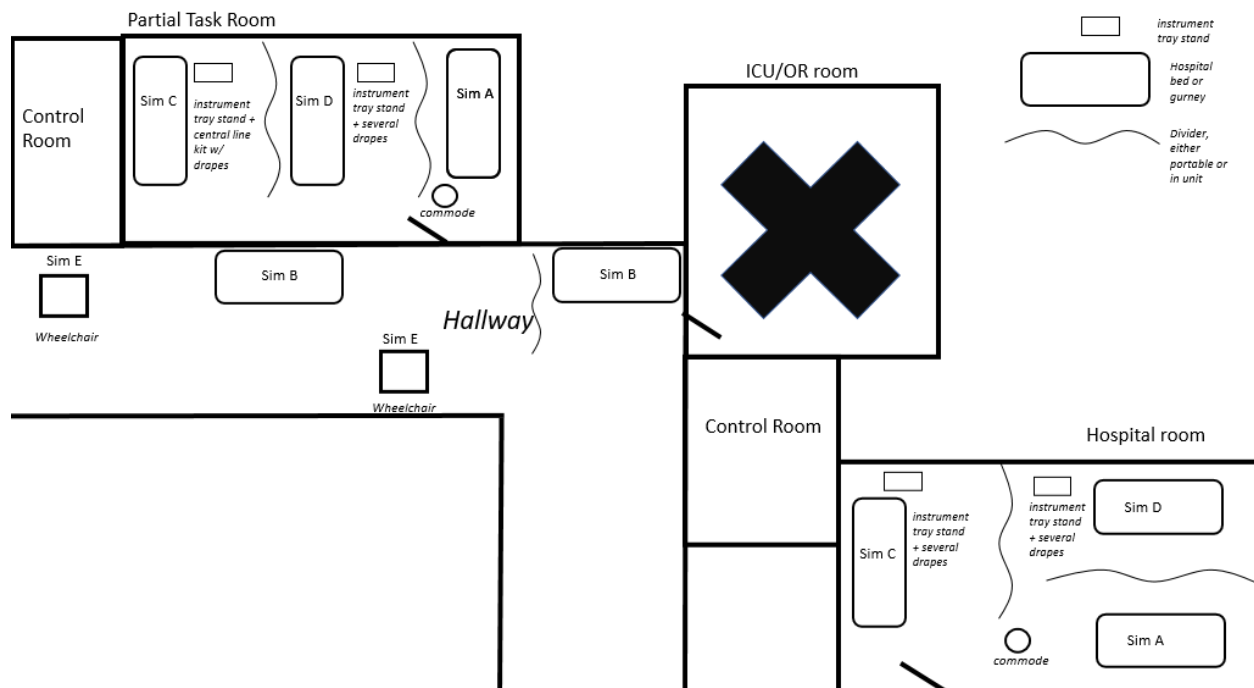 Partial Task Room
Control
Room
Sim C
instrument
tray stand +
central line
kit w/
drapes
Sim D
instrument
tray stand
+ several
drapes
Sim A
commode
ICU/OR room
instrument
tray stand
Hospital
bed or
gurney
Divider,
either
portable or
in unit
Sim E
Wheelchair
Sim B
Hallway
Sim B
Sim E
Wheelchair
Control Room
Hospital room
Sim C
instrument
tray stand
+ several
drapes
instrument
tray stand
+ several
drapes
Sim D
Sim A
commode